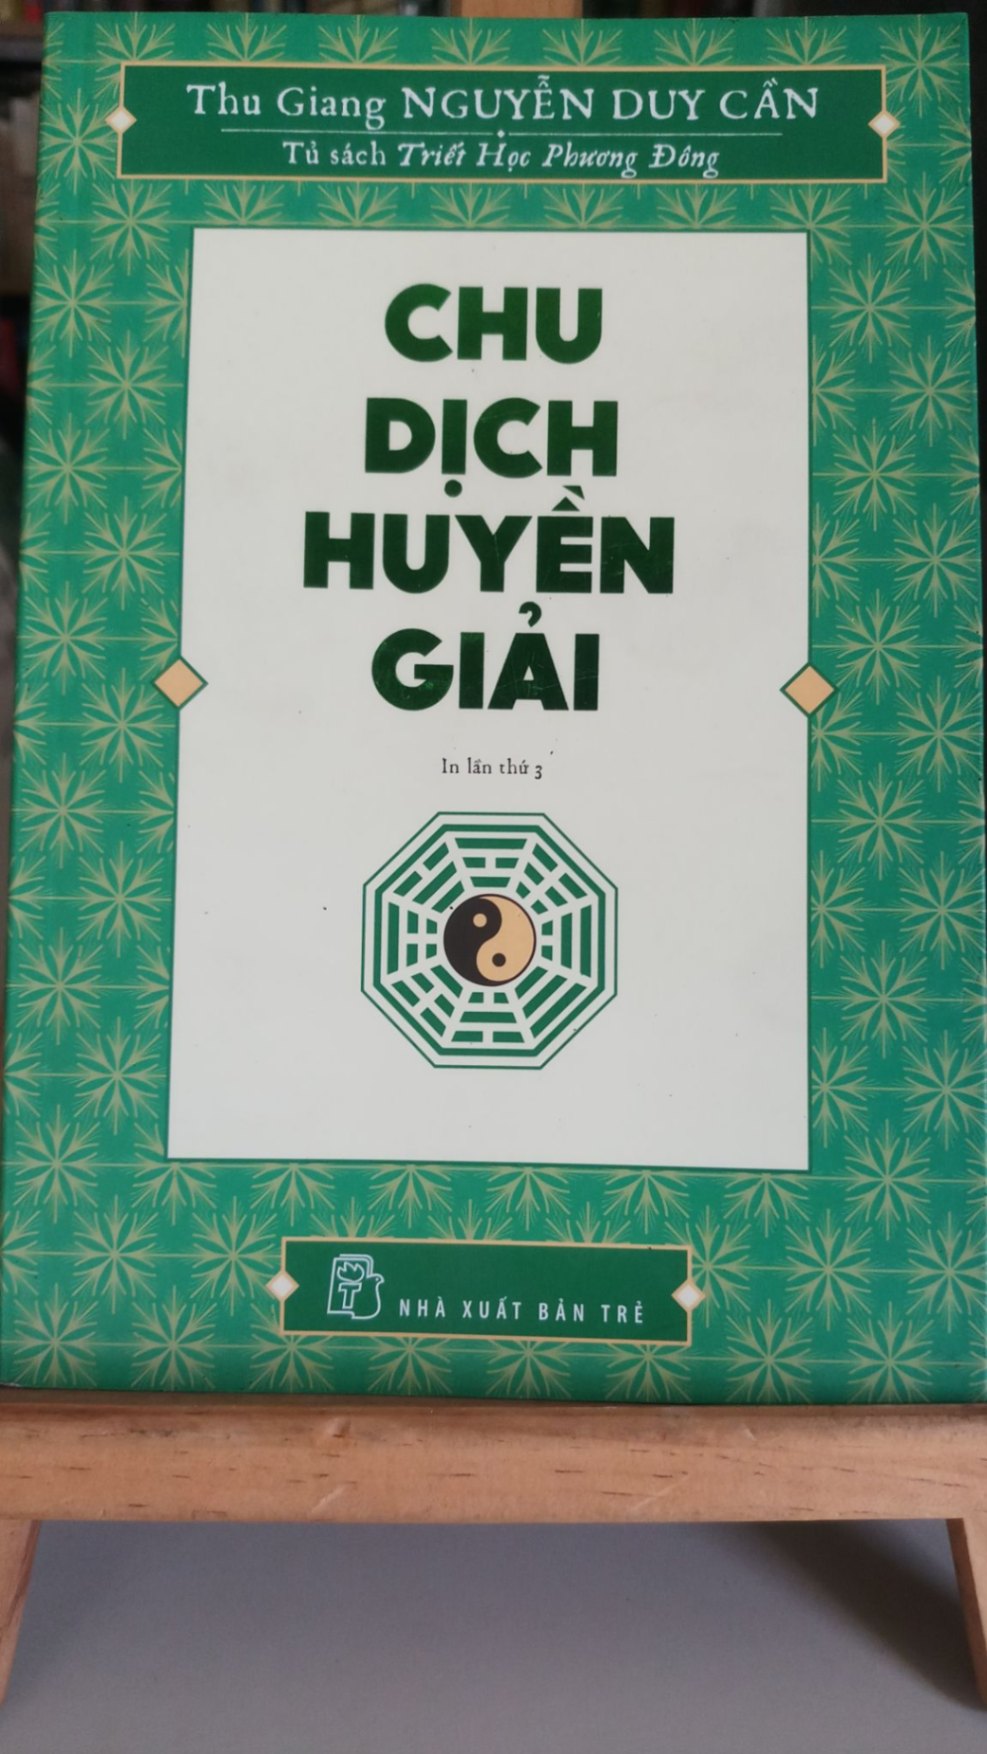 Thu Giang NGUYỄN DUY CẦN
Tủ sách Triết Học Phương Đông
CHU
DỊCH
HUYỀN
GIẢI
In lần thứ 3
T
NHÀ XUẤT BẢN TRẺ